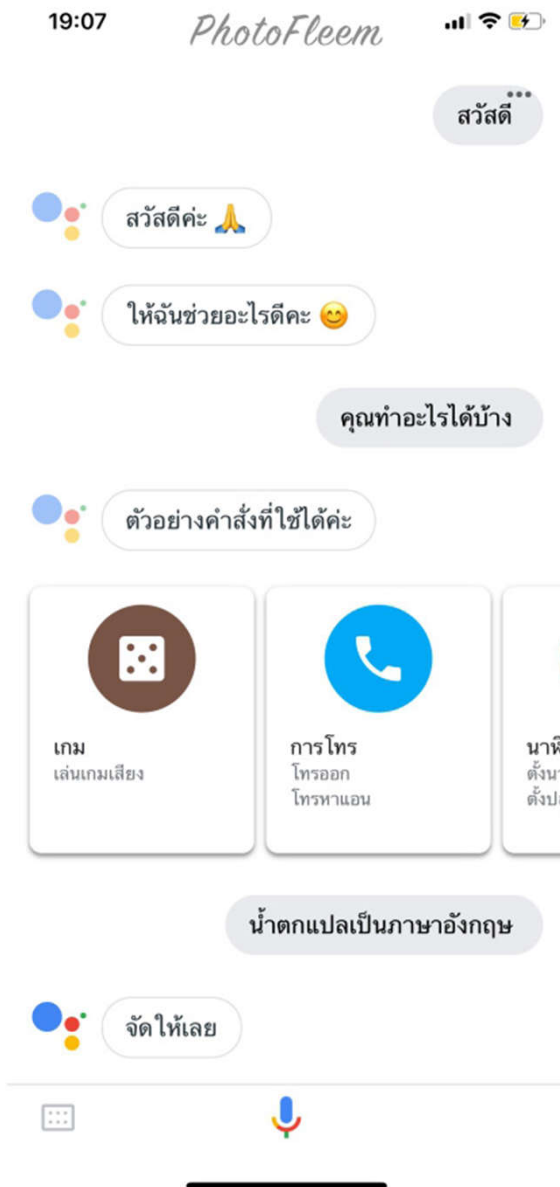 19:07
PhotoFleem
สวัสดี
สวัสดีค่ะ 🙏
ให้ฉันช่วยอะไรดีคะ 😊
คุณทำอะไรได้บ้าง
ตัวอย่างคำสั่งที่ใช้ได้ค่ะ
เกม
เล่นเกมเสียง
การโทร
โทรออก
โทรหาแอน
ตั้งนา
น้ำตกแปลเป็นภาษาอังกฤษ
จัดให้เลย